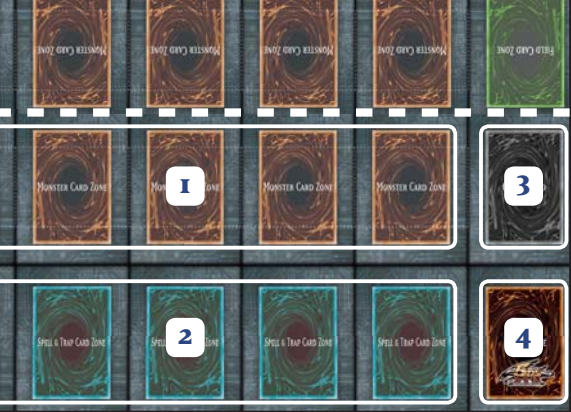 Monster Card Zone Monster Card Zone Monster Card Zone Monster Card Zone Field Card Zone
Monster Card Zone 1 Monster Card Zone Monster Card Zone 3
Spell & Trap Card Zone 2 Spell & Trap Card Zone Spell & Trap Card Zone 4